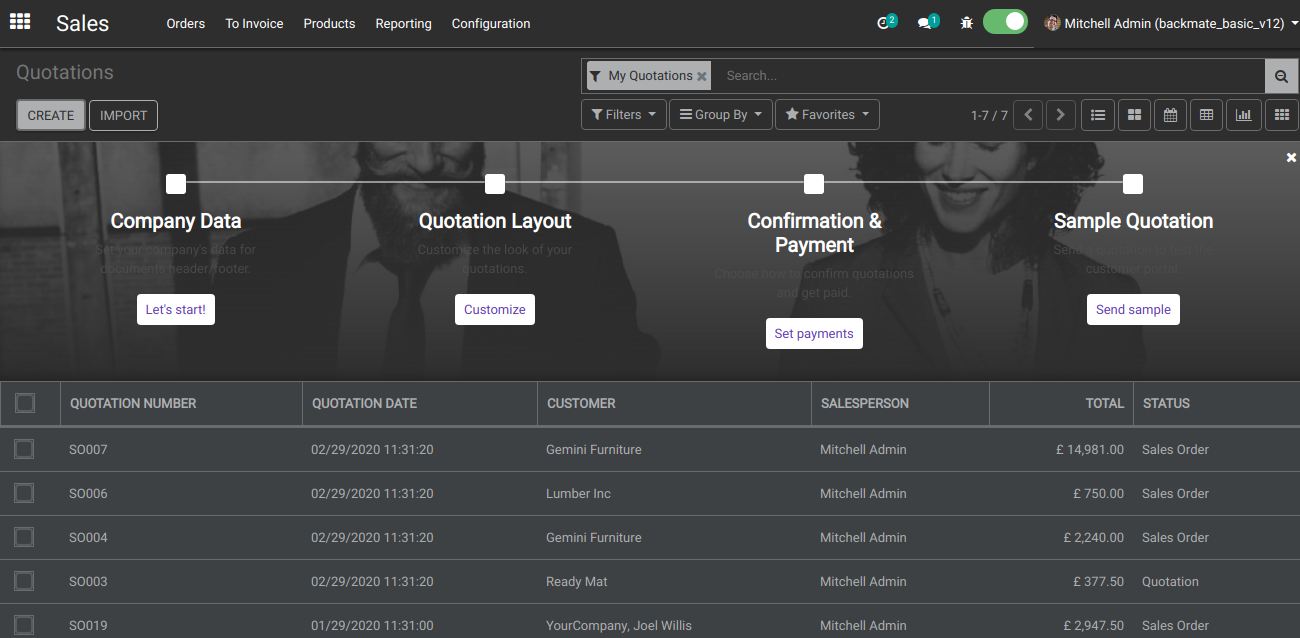 Sales Orders To Invoice Products Reporting Configuration 2 1 Mitchell Admin (backmate_basic_v12)
Quotations
My Quotations Search...
CREATE IMPORT
Filters Group By Favorites 1-7 / 7
Company Data
Set your company's data for
documents header/footer.
Let's start!
Quotation Layout
Customize the look of your
quotations.
Customize
Confirmation &
Payment
Choose how to confirm quotations
and get paid.
Set payments
Sample Quotation
customer portal.
Send sample
QUOTATION NUMBER QUOTATION DATE CUSTOMER SALESPERSON TOTAL STATUS
SO007 02/29/2020 11:31:20 Gemini Furniture Mitchell Admin £ 14,981.00 Sales Order
SO006 02/29/2020 11:31:20 Lumber Inc Mitchell Admin £ 750.00 Sales Order
SO004 02/29/2020 11:31:20 Gemini Furniture Mitchell Admin £ 2,240.00 Sales Order
SO003 02/29/2020 11:31:20 Ready Mat Mitchell Admin £ 377.50 Quotation
SO019 01/29/2020 11:31:00 YourCompany, Joel Willis Mitchell Admin £ 2,947.50 Sales Order